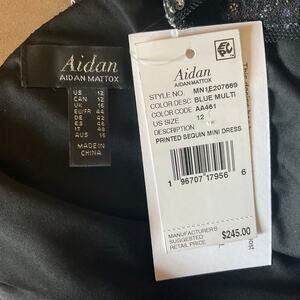 Aidan
AIDAN MATTOX
US 12
CAN 12
UK 16
EU/FR 44
DE 42
IT 48
AUS 16
MADE IN
CHINA
Aidan
AIDAN MATTOX
STYLE NO. MN1E207669
COLOR DESC BLUE MULTI
COLOR CODE AA461
US SIZE 12
DESCRIPTION
PRINTED SEQUIN MINI DRESS
1 96707 17956 6
MANUFACTURER'S
SUGGESTED
RETAIL PRICE
$245.00